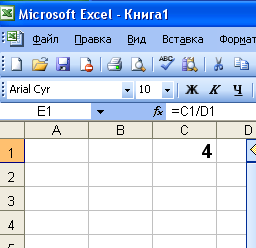 Microsoft Excel - Книга1
Файл Правка Вид Вставка Формат
Arial Cyr 10 Ж К Ч
E1 fx =C1/D1
A B C D
1 4
2
3
4
5